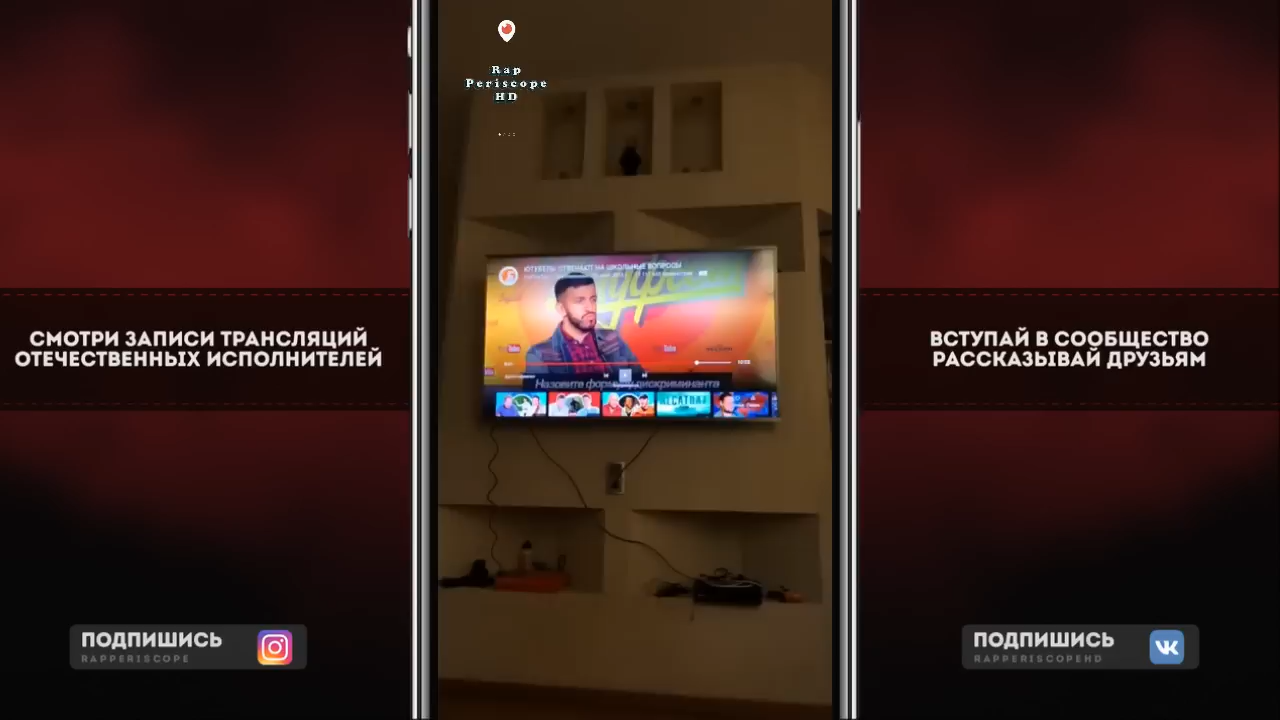 Rap
Periscope
HD
СМОТРИ ЗАПИСИ ТРАНСЛЯЦИЙ
ОТЕЧЕСТВЕННЫХ ИСПОЛНИТЕЛЕЙ
ВСТУПАЙ В СООБЩЕСТВО
РАССКАЗЫВАЙ ДРУЗЬЯМ
ЮТУБЕРЫ ОТВЕЧАЮТ НА ШКОЛЬНЫЕ ВОПРОСЫ
Назовите формулу дискриминанта
ПОДПИШИСЬ
RAPPERISCOPE
ПОДПИШИСЬ
RAPPERISCOPEHD